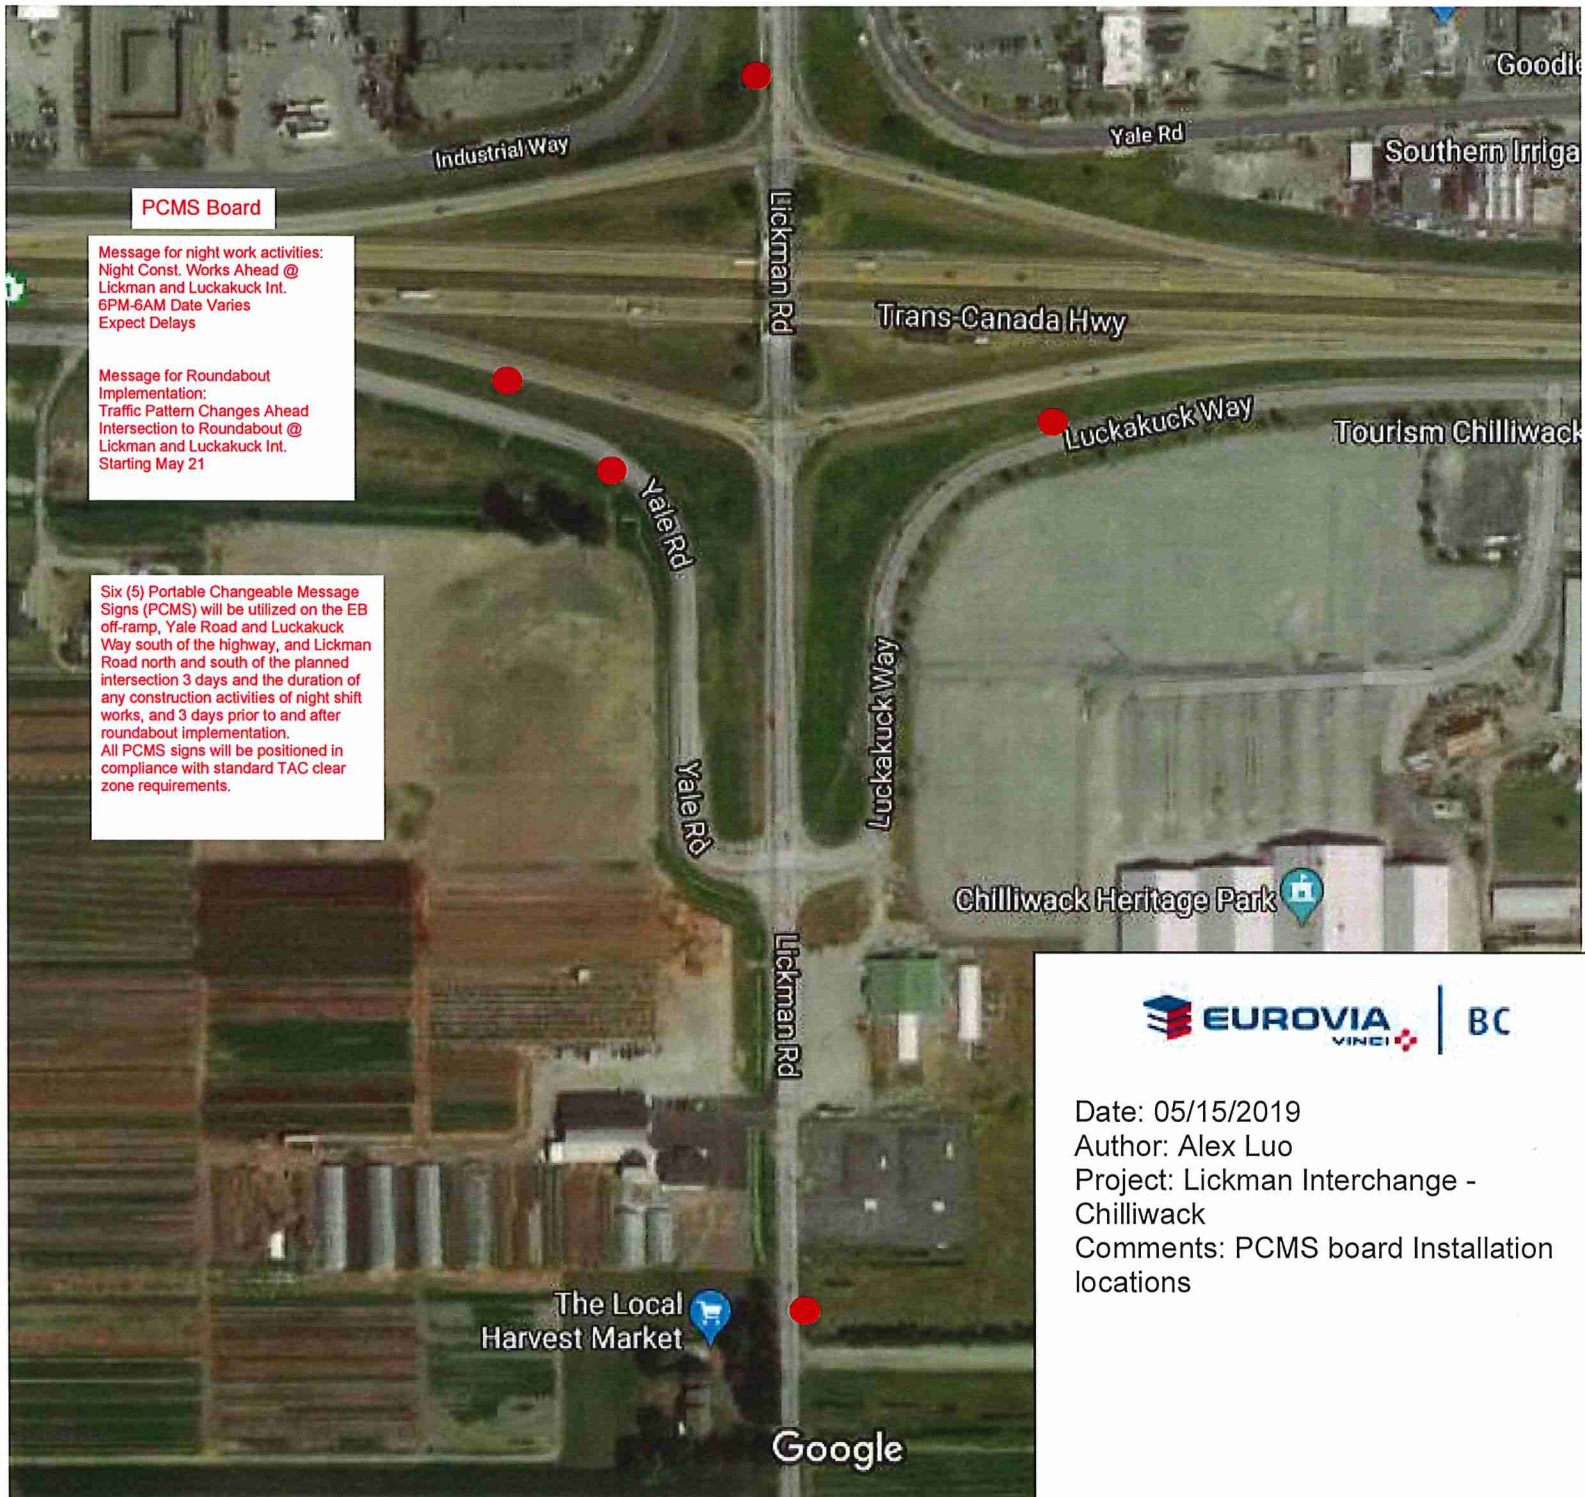 Goodie
Industrial Way
Yale Rd
Southern Irriga
PCMS Board
Lickman Rd
Message for night work activities:
Night Const. Works Ahead @
Lickman and Luckakuck Int.
6PM-6AM Date Varies
Expect Delays
Trans-Canada Hwy
Message for Roundabout
Implementation:
Traffic Pattern Changes Ahead
Intersection to Roundabout @
Lickman and Luckakuck Int.
Starting May 21
Luckakuck Way
Tourism Chilliwack
Yale Rd
Six (5) Portable Changeable Message
Signs (PCMS) will be utilized on the EB
off-ramp, Yale Road and Luckakuck
Way south of the highway, and Lickman
Road north and south of the planned
intersection 3 days and the duration of
any construction activities of night shift
works, and 3 days prior to and after
roundabout implementation.
All PCMS signs will be positioned in
compliance with standard TAC clear
zone requirements.
Luckakuck Way
Yale Rd
Chilliwack Heritage Park
Lickman Rd
EUROVIA
VINCI
BC
Date: 05/15/2019
Author: Alex Luo
Project: Lickman Interchange -
Chilliwack
Comments: PCMS board Installation
locations
The Local
Harvest Market
Google